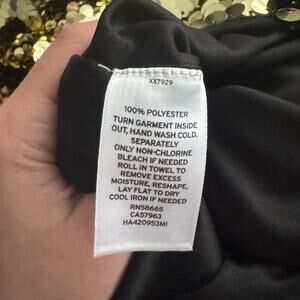 XX7929
100% POLYESTER
TURN GARMENT INSIDE
OUT, HAND WASH COLD,
SEPARATELY
ONLY NON-CHLORINE
BLEACH IF NEEDED
ROLL IN TOWEL TO
REMOVE EXCESS
MOISTURE, RESHAPE,
LAY FLAT TO DRY
COOL IRON IF NEEDED
RN58665
CA57963
HA420953MI